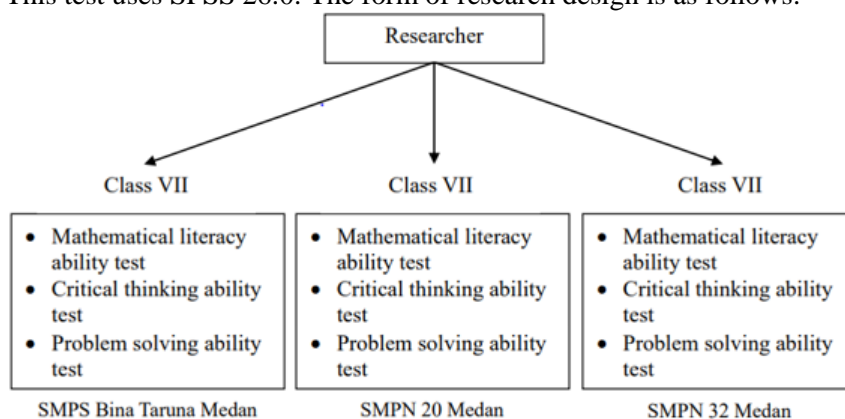 This test uses SPSS 26.0. The form of research design is as follows:
Researcher
Class VII
Class VII
Class VII
• Mathematical literacy
ability test
• Critical thinking ability
test
• Problem solving ability
test
• Mathematical literacy
ability test
• Critical thinking ability
test
• Problem solving ability
test
• Mathematical literacy
ability test
• Critical thinking ability
test
• Problem solving ability
test
SMPS Bina Taruna Medan
SMPN 20 Medan
SMPN 32 Medan